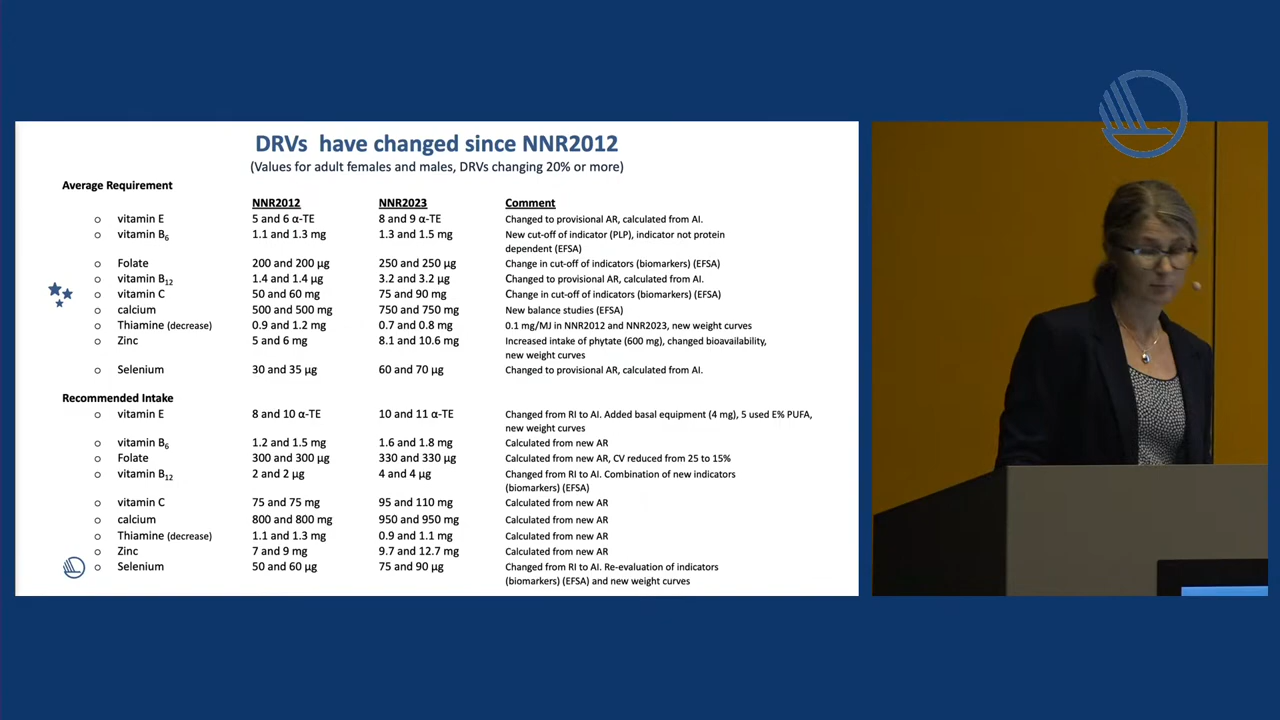 DRVs have changed since NNR2012
(Values for adult females and males, DRVs changing 20% or more)
Average Requirement
NNR2012 NNR2023 Comment
o vitamin E 5 and 6 α-TE 8 and 9 α-TE Changed to provisional AR, calculated from AI.
o vitamin B6 1.1 and 1.3 mg 1.3 and 1.5 mg New cut-off of indicator (PLP), indicator not protein
dependent (EFSA)
o Folate 200 and 200 µg 250 and 250 µg Change in cut-off of indicators (biomarkers) (EFSA)
o vitamin B12 1.4 and 1.4 µg 3.2 and 3.2 µg Changed to provisional AR, calculated from AI.
o vitamin C 50 and 60 mg 75 and 90 mg Change in cut-off of indicators (biomarkers) (EFSA)
o calcium 500 and 500 mg 750 and 750 mg New balance studies (EFSA)
o Thiamine (decrease) 0.9 and 1.2 mg 0.7 and 0.8 mg 0.1 mg/MJ in NNR2012 and NNR2023, new weight curves
o Zinc 5 and 6 mg 8.1 and 10.6 mg Increased intake of phytate (600 mg), changed bioavailability,
new weight curves
o Selenium 30 and 35 µg 60 and 70 µg Changed to provisional AR, calculated from AI.
Recommended Intake
o vitamin E 8 and 10 α-TE 10 and 11 α-TE Changed from RI to AI. Added basal equipment (4 mg), 5 used E% PUFA,
new weight curves
o vitamin B6 1.2 and 1.5 mg 1.6 and 1.8 mg Calculated from new AR
o Folate 300 and 300 µg 330 and 330 µg Calculated from new AR, CV reduced from 25 to 15%
o vitamin B12 2 and 2 µg 4 and 4 µg Changed from RI to AI. Combination of new indicators
(biomarkers) (EFSA)
o vitamin C 75 and 75 mg 95 and 110 mg Calculated from new AR
o calcium 800 and 800 mg 950 and 950 mg Calculated from new AR
o Thiamine (decrease) 1.1 and 1.3 mg 0.9 and 1.1 mg Calculated from new AR
o Zinc 7 and 9 mg 9.7 and 12.7 mg Calculated from new AR
o Selenium 50 and 60 µg 75 and 90 µg Changed from RI to AI. Re-evaluation of indicators
(biomarkers) (EFSA) and new weight curves